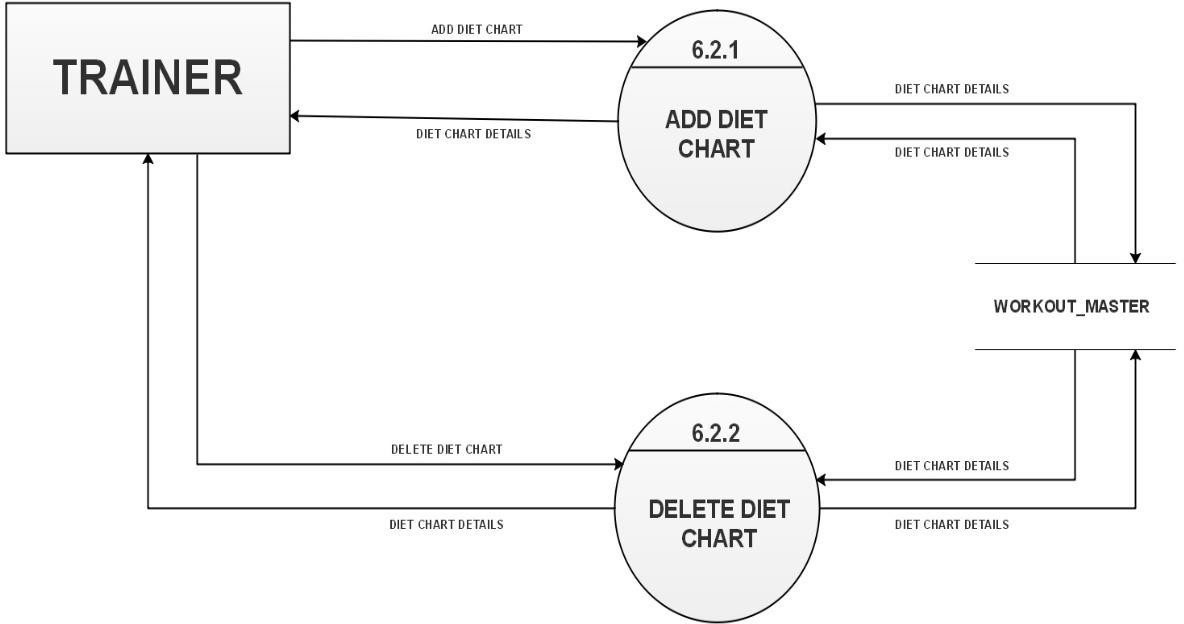 ADD DIET CHART
6.2.1
TRAINER
DIET CHART DETAILS
ADD DIET
CHART
DIET CHART DETAILS
DIET CHART DETAILS
WORKOUT_MASTER
6.2.2
DELETE DIET CHART
DIET CHART DETAILS
DELETE DIET
CHART
DIET CHART DETAILS
DIET CHART DETAILS